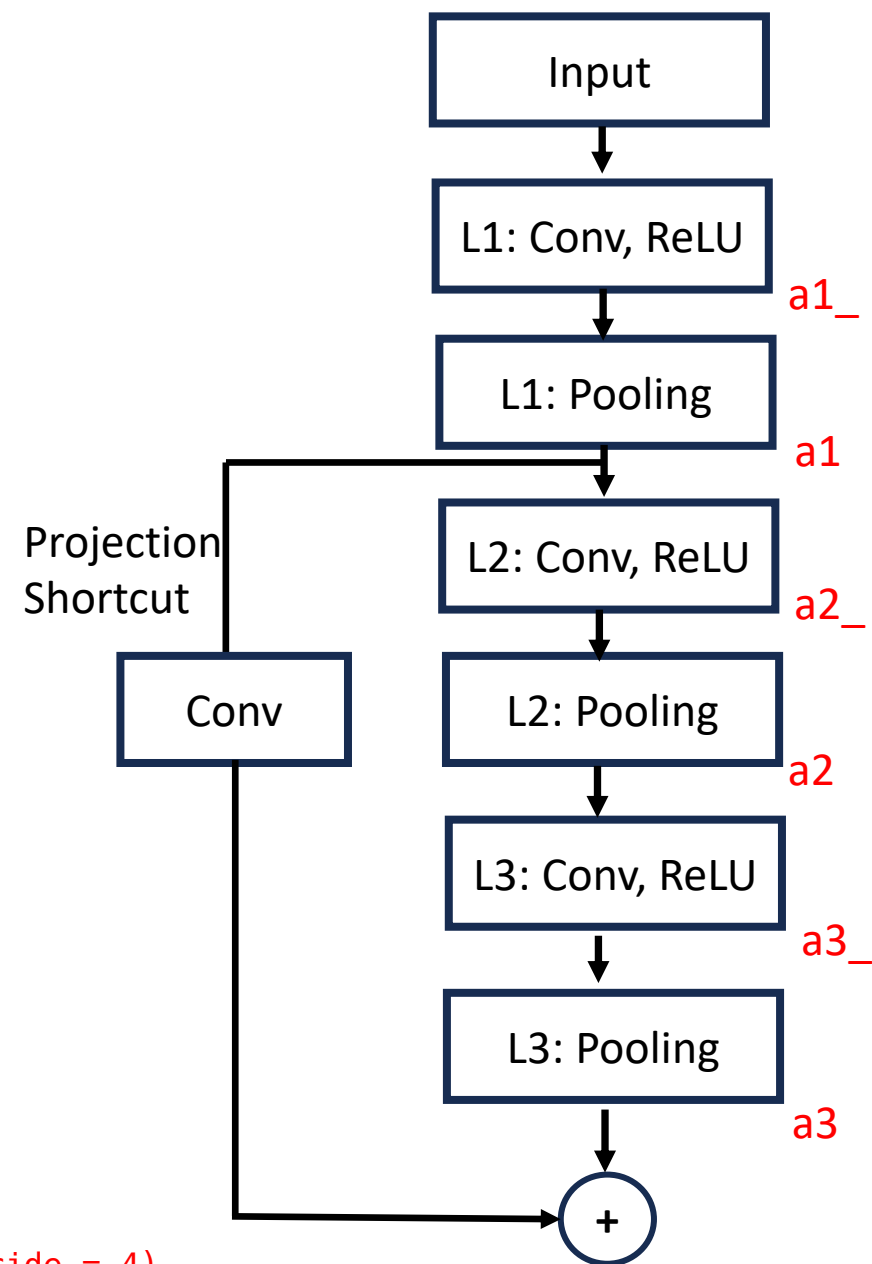 Input
L1: Conv, ReLU
a1_
L1: Pooling
a1
Projection
Shortcut
L2: Conv, ReLU
a2_
Conv
L2: Pooling
a2
L3: Conv, ReLU
a3_
L3: Pooling
a3
+
= 4)